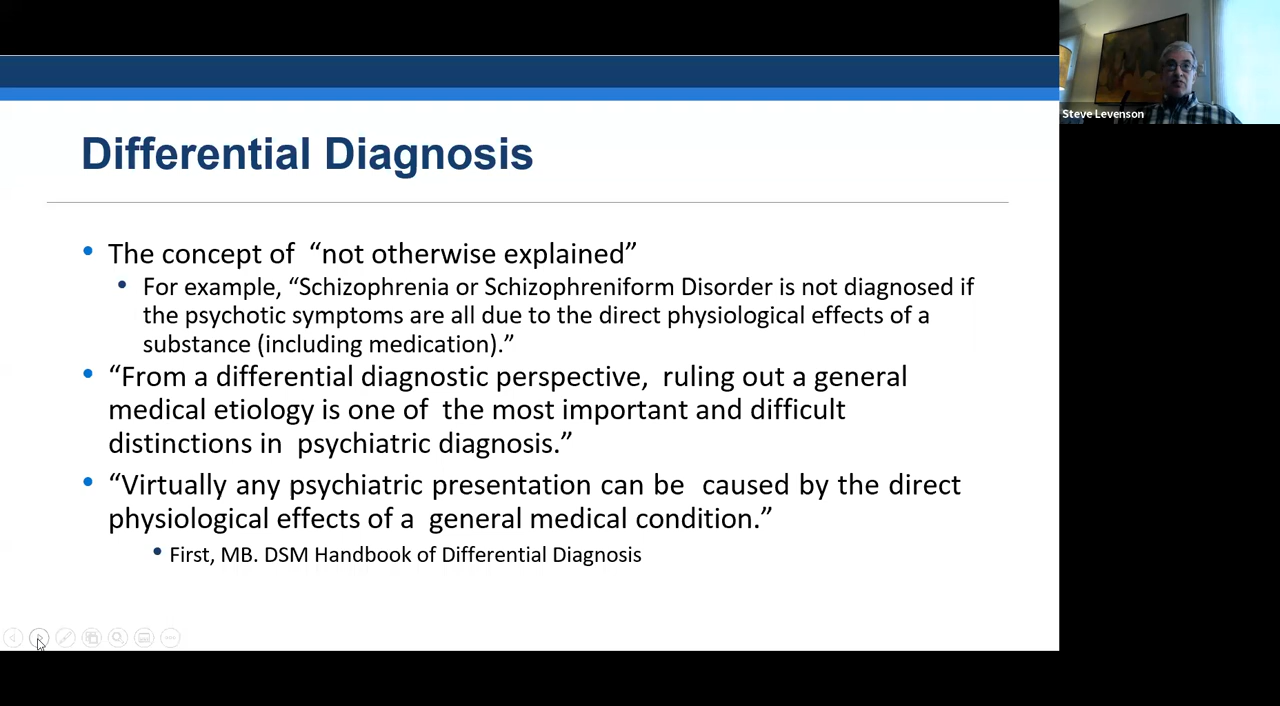 Steve Levenson
Differential Diagnosis
• The concept of “not otherwise explained”
• For example, “Schizophrenia or Schizophreniform Disorder is not diagnosed if
the psychotic symptoms are all due to the direct physiological effects of a
substance (including medication).”
• “From a differential diagnostic perspective, ruling out a general
medical etiology is one of the most important and difficult
distinctions in psychiatric diagnosis.”
• “Virtually any psychiatric presentation can be caused by the direct
physiological effects of a general medical condition.”
• First, MB. DSM Handbook of Differential Diagnosis